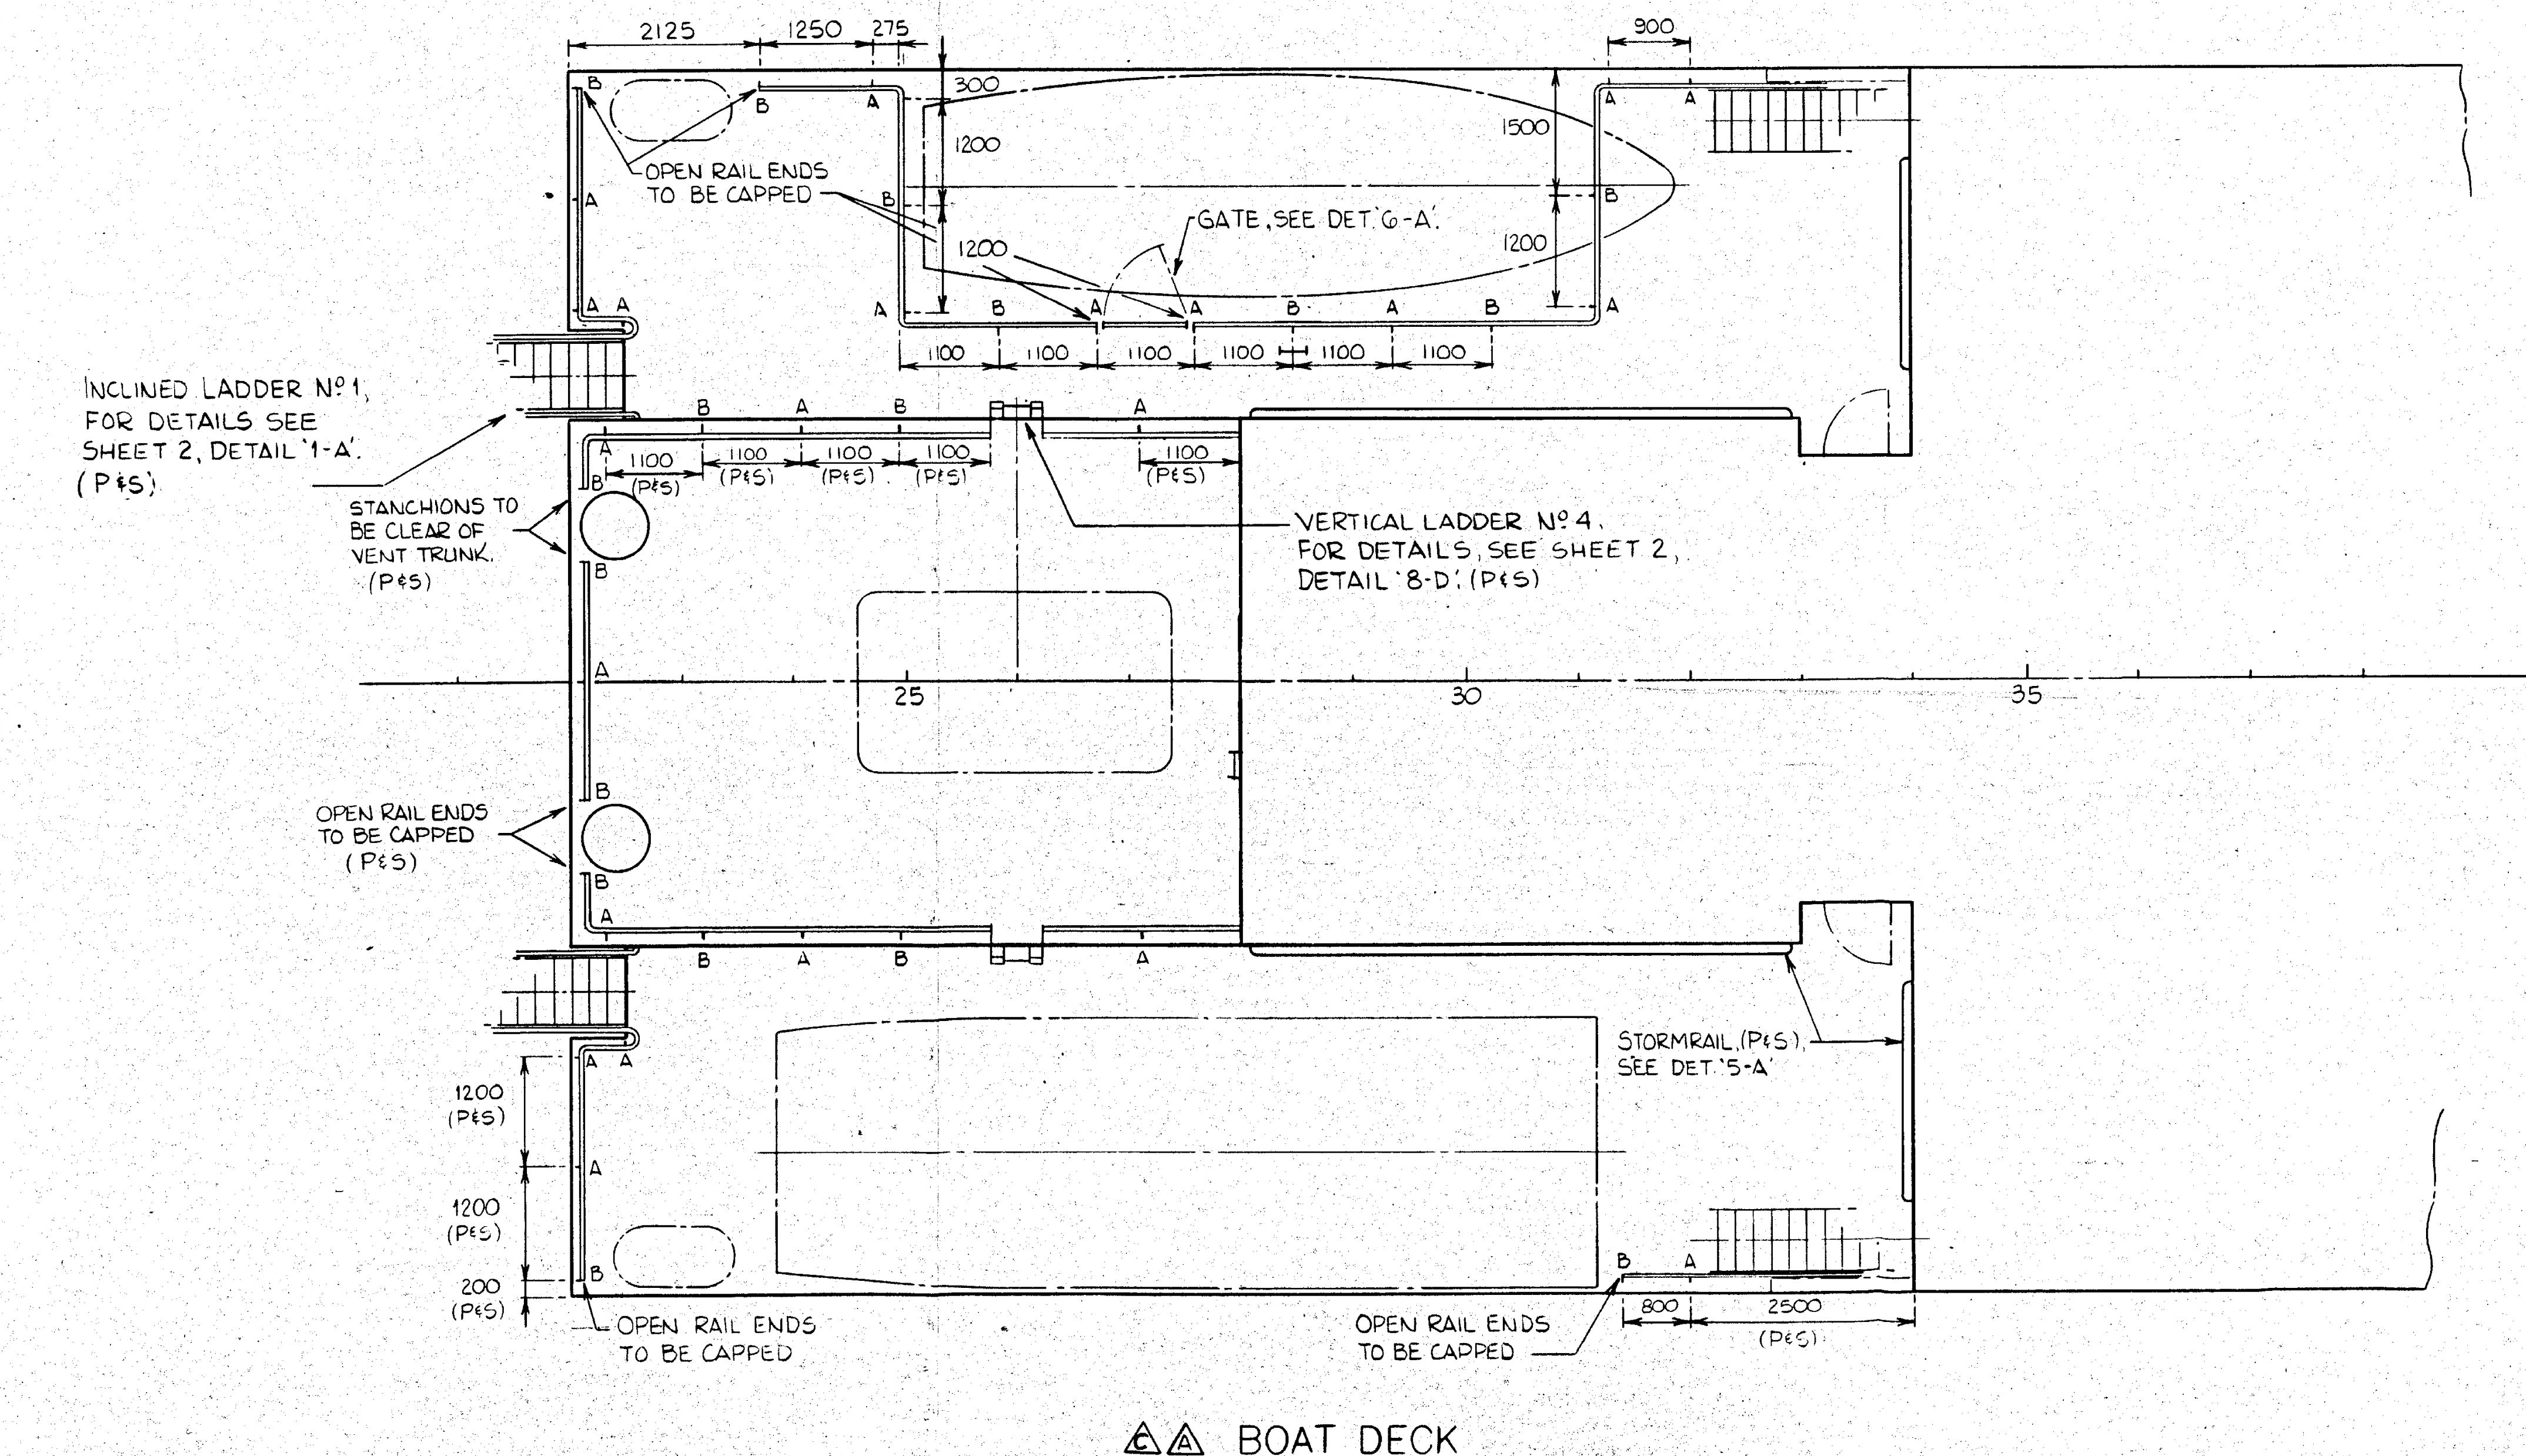 2125
1250
275
900
B
B
A
300
A
A
1500
1200
OPEN RAIL ENDS
TO BE CAPPED
A
B
B
GATE, SEE DET. '6-A'.
1200
1200
1200
A
A
A
B
A
A
B
A
B
A
1100
1100
1100
1100
1100
1100
INCLINED LADDER Nº 1,
FOR DETAILS SEE
SHEET 2, DETAIL '1-A'.
(P&S)
B
A
B
A
A
1100
(P&S)
1100
(P&S)
1100
(P&S)
1100
(P&S)
1100
(P&S)
B
STANCHIONS TO
BE CLEAR OF
VENT TRUNK.
(P&S)
VERTICAL LADDER Nº 4.
FOR DETAILS, SEE SHEET 2,
DETAIL '8-D'. (P&S)
B
A
25
30
35
B
OPEN RAIL ENDS
TO BE CAPPED
(P&S)
B
A
B
A
B
A
STORMRAIL, (P&S),
SEE DET. '5-A'
A
A
1200
(P&S)
A
1200
(P&S)
B
200
(P&S)
OPEN RAIL ENDS
TO BE CAPPED
B
A
OPEN RAIL ENDS
TO BE CAPPED
800
2500
(P&S)
C A BOAT DECK